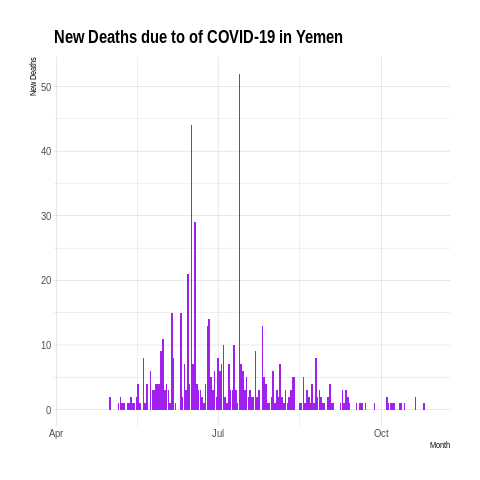 New Deaths due to of COVID-19 in Yemen
New Deaths
50
40
30
20
10
0
Apr
Jul
Oct
Month